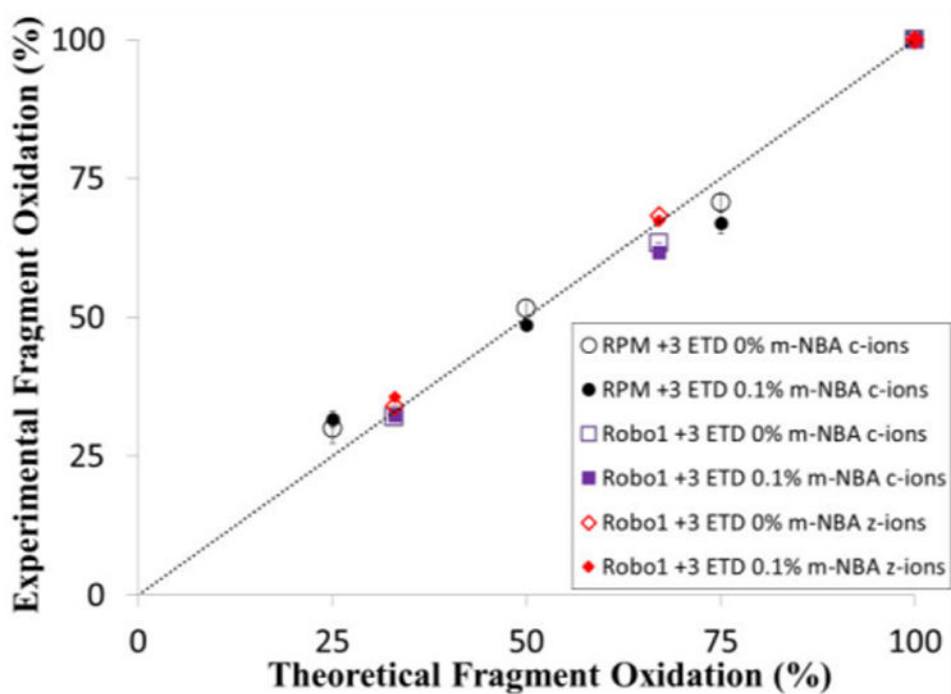 Experimental Fragment Oxidation (%)
100
75
50
25
0
RPM +3 ETD 0% m-NBA c-ions
RPM +3 ETD 0.1% m-NBA c-ions
Robo1 +3 ETD 0% m-NBA c-ions
Robo1 +3 ETD 0.1% m-NBA c-ions
Robo1 +3 ETD 0% m-NBA z-ions
Robo1 +3 ETD 0.1% m-NBA z-ions
0 25 50 75 100
Theoretical Fragment Oxidation (%)